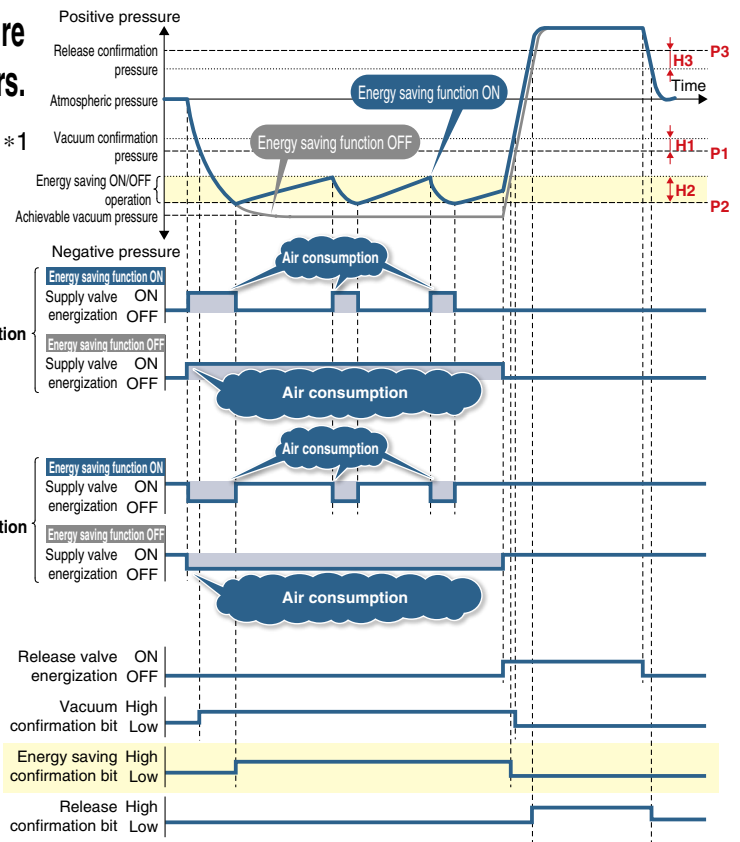 Positive pressure
re
Release confirmation
pressure
P3
H3
rs.
Time
Atmospheric pressure
Energy saving function ON
*1
Vacuum confirmation
pressure
Energy saving function OFF
H1
P1
Energy saving ON/OFF
operation
H2
P2
Achievable vacuum pressure
Negative pressure
Air consumption
Energy saving function ON
Supply valve ON
energization OFF
tion
Energy saving function OFF
Supply valve ON
energization OFF
Air consumption
Air consumption
Energy saving function ON
Supply valve ON
energization OFF
tion
Energy saving function OFF
Supply valve ON
energization OFF
Air consumption
Release valve ON
energization OFF
Vacuum High
confirmation bit Low
Energy saving High
confirmation bit Low
Release High
confirmation bit Low